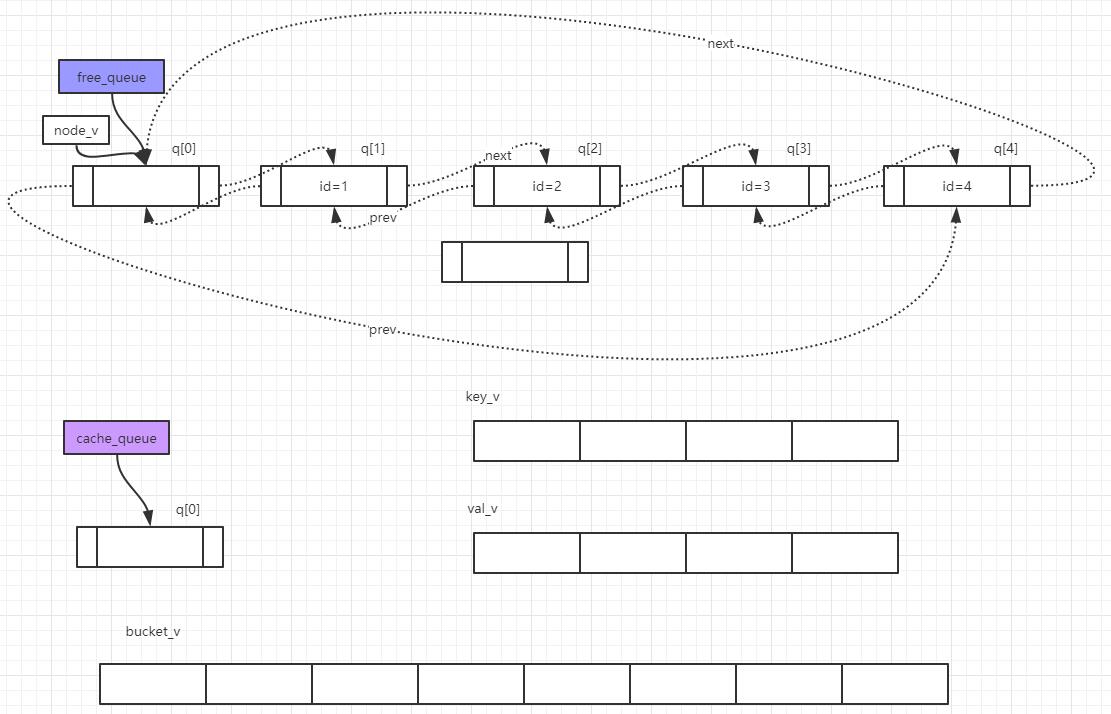 next
free_queue
node_v
q[0]
q[1]
next
q[2]
q[3]
q[4]
id=1
id=2
id=3
id=4
prev
prev
key_v
cache_queue
q[0]
val_v
bucket_v